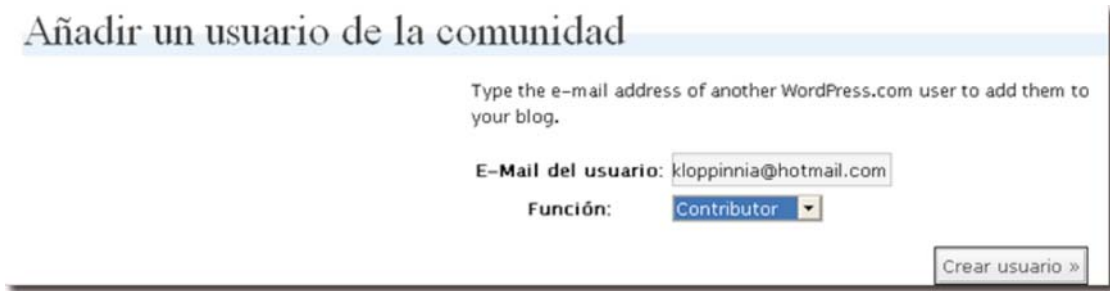 Añadir un usuario de la comunidad
Type the e-mail address of another WordPress.com user to add them to
your blog.
E-Mail del usuario: kloppinnia@hotmail.com
Función: Contributor
Crear usuario »